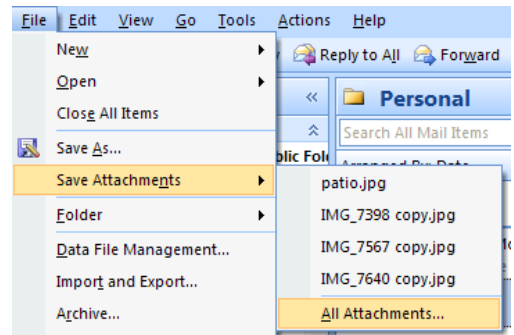 File Edit View Go Tools Actions Help
New
Reply to All Forward
Open
Personal
Close All Items
Search All Mail Items
Save As...
Save Attachments
patio.jpg
IMG_7398 copy.jpg
Folder
Data File Management...
IMG_7567 copy.jpg
Import and Export...
IMG_7640 copy.jpg
Archive...
All Attachments...